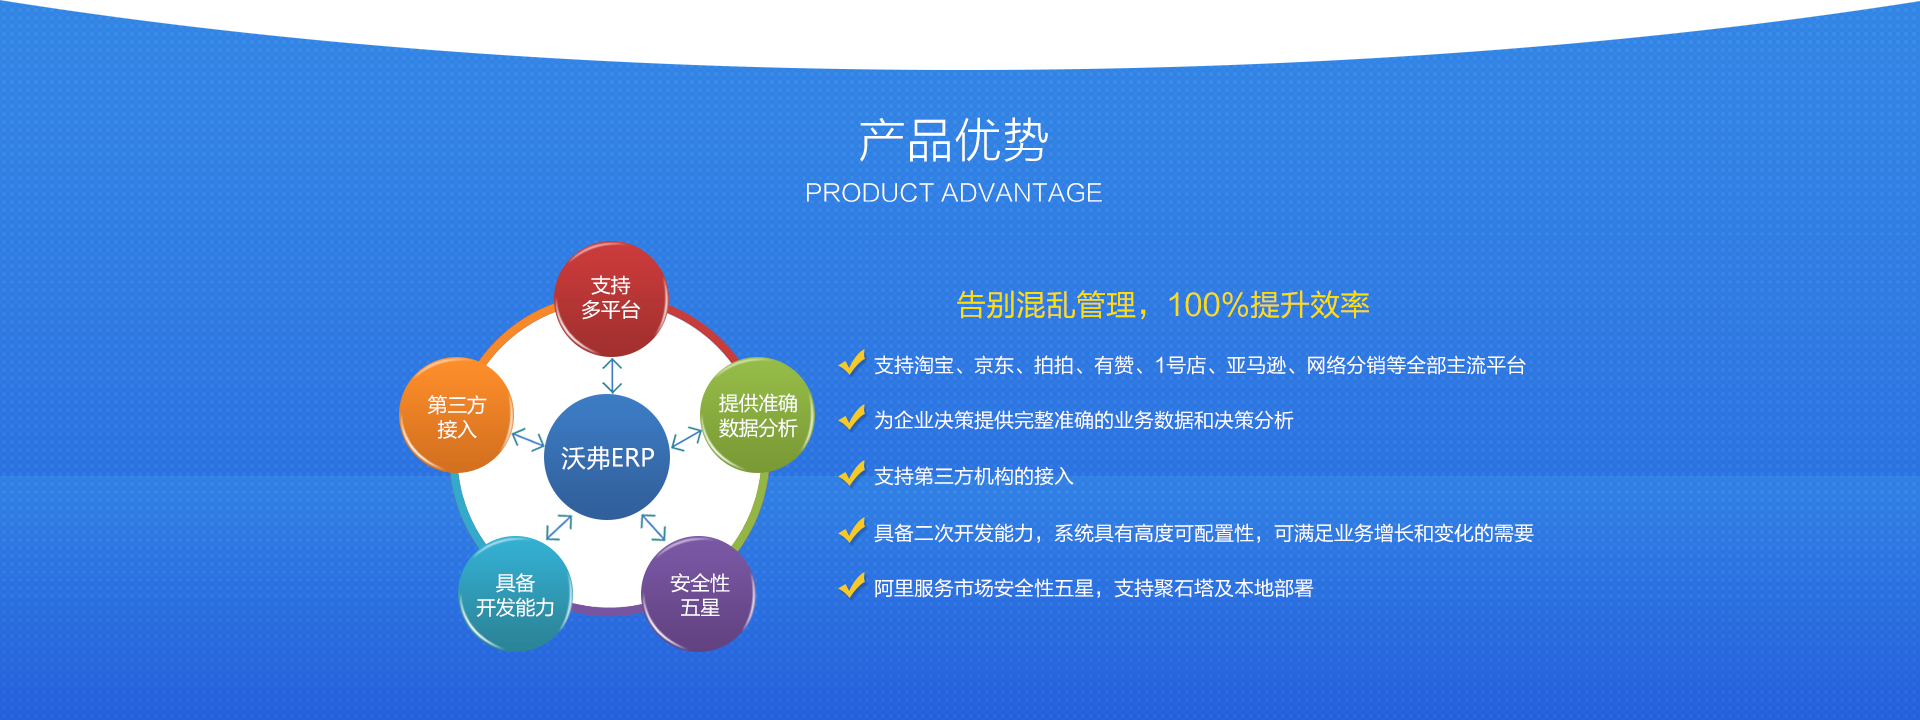 产品优势
PRODUCT ADVANTAGE
支持
多平台
第三方
接入
提供准确
数据分析
沃弗ERP
具备
开发能力
安全性
五星
告别混乱管理，100%提升效率
支持淘宝、京东、拍拍、有赞、1号店、亚马逊、网络分销等全部主流平台
为企业决策提供完整准确的业务数据和决策分析
支持第三方机构的接入
具备二次开发能力，系统具有高度可配置性，可满足业务增长和变化的需要
阿里服务市场安全性五星，支持聚石塔及本地部署